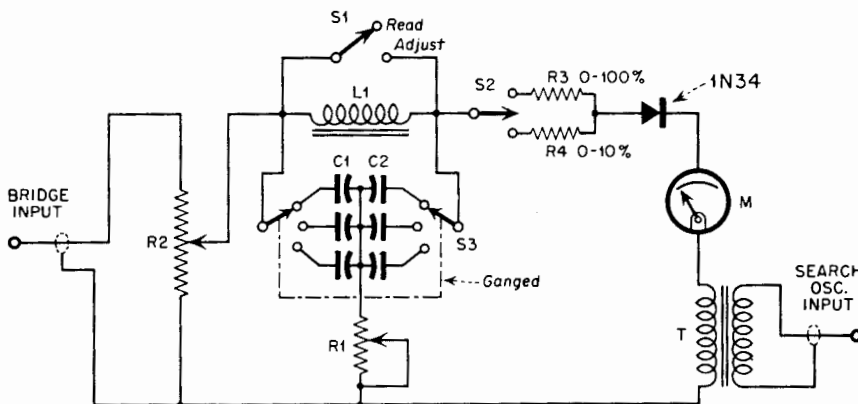 S1
Read
Adjust
L1
S2
R3 0-100%
1N34
R4 0-10%
C1 C2
BRIDGE
INPUT
M
R2
S3
Ganged
SEARCH
OSC.
INPUT
T
R1